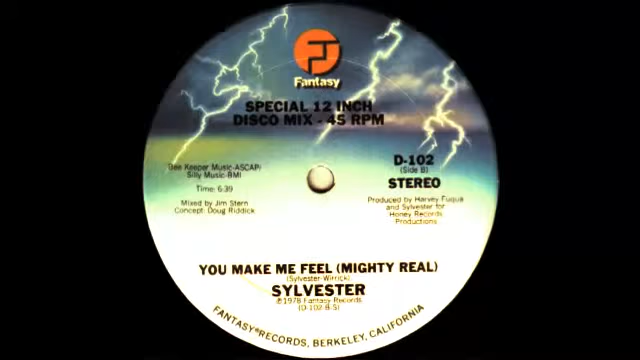 Fantasy
SPECIAL 12 INCH
DISCO MIX - 45 RPM
Bee Keeper Music-ASCAP/
Silly Music-BMI
Time: 6:39
Mixed by Jim Stern
Concept: Doug Riddick
D-102
(Side B)
STEREO
Produced by Harvey Fuqua
and Sylvester for
Honey Records
Productions
YOU MAKE ME FEEL (MIGHTY REAL)
(Sylvester Wirrick)
SYLVESTER
℗1978 Fantasy Records
(D-102-B-S)
FANTASY®RECORDS, BERKELEY, CALIFORNIA